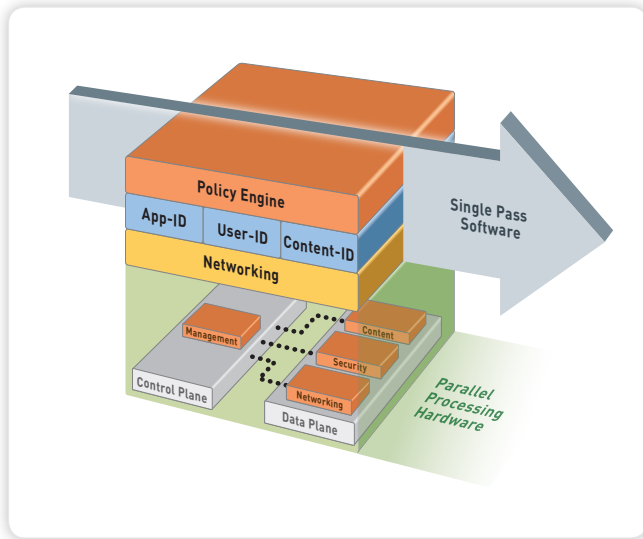 Policy Engine
App-ID
User-ID
Content-ID
Networking
Single Pass
Software
Management
Control Plane
Content
Security
Networking
Data Plane
Parallel
Processing
Hardware